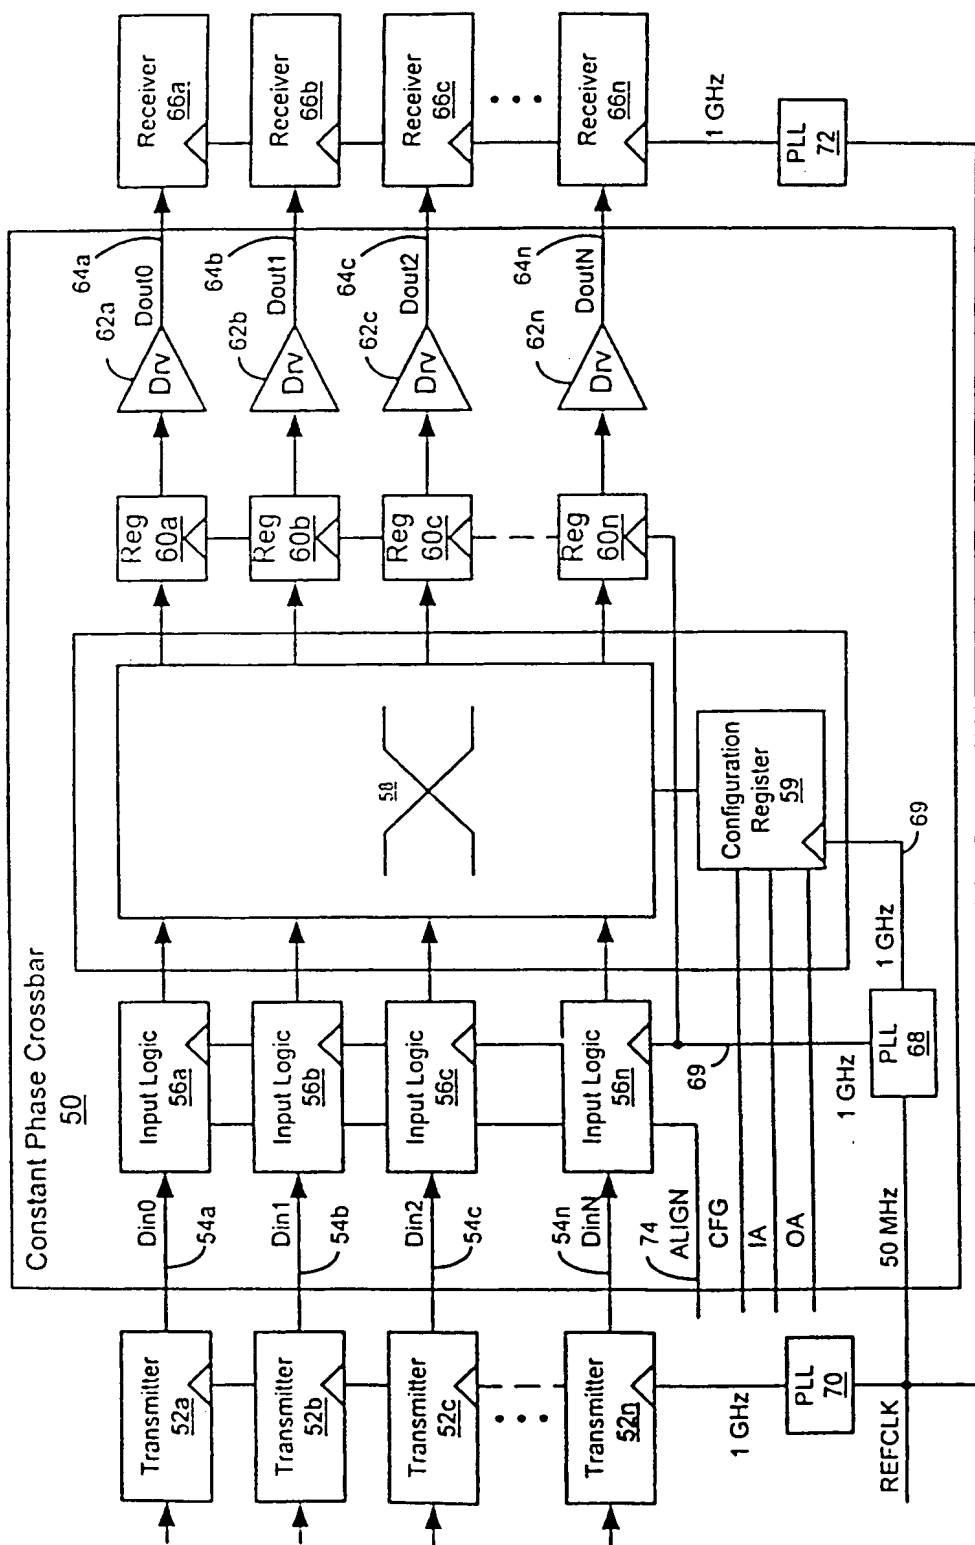 Constant Phase Crossbar
50
Transmitter
52a
Transmitter
52b
Transmitter
52c
Transmitter
52n
Din0
54a
Din1
54b
Din2
54c
54n
DinN
Input Logic
56a
Input Logic
56b
Input Logic
56c
Input Logic
56n
58
Configuration
Register
59
Reg
60a
Reg
60b
Reg
60c
Reg
60n
Drv
62a
Drv
62b
Drv
62c
Drv
62n
Dout0
64a
Dout1
64b
Dout2
64c
DoutN
64n
Receiver
66a
Receiver
66b
Receiver
66c
Receiver
66n
74
ALIGN
CFG
IA
OA
69
69
1 GHz
PLL
70
1 GHz
PLL
68
1 GHz
1 GHz
PLL
72
REFCLK
50 MHz